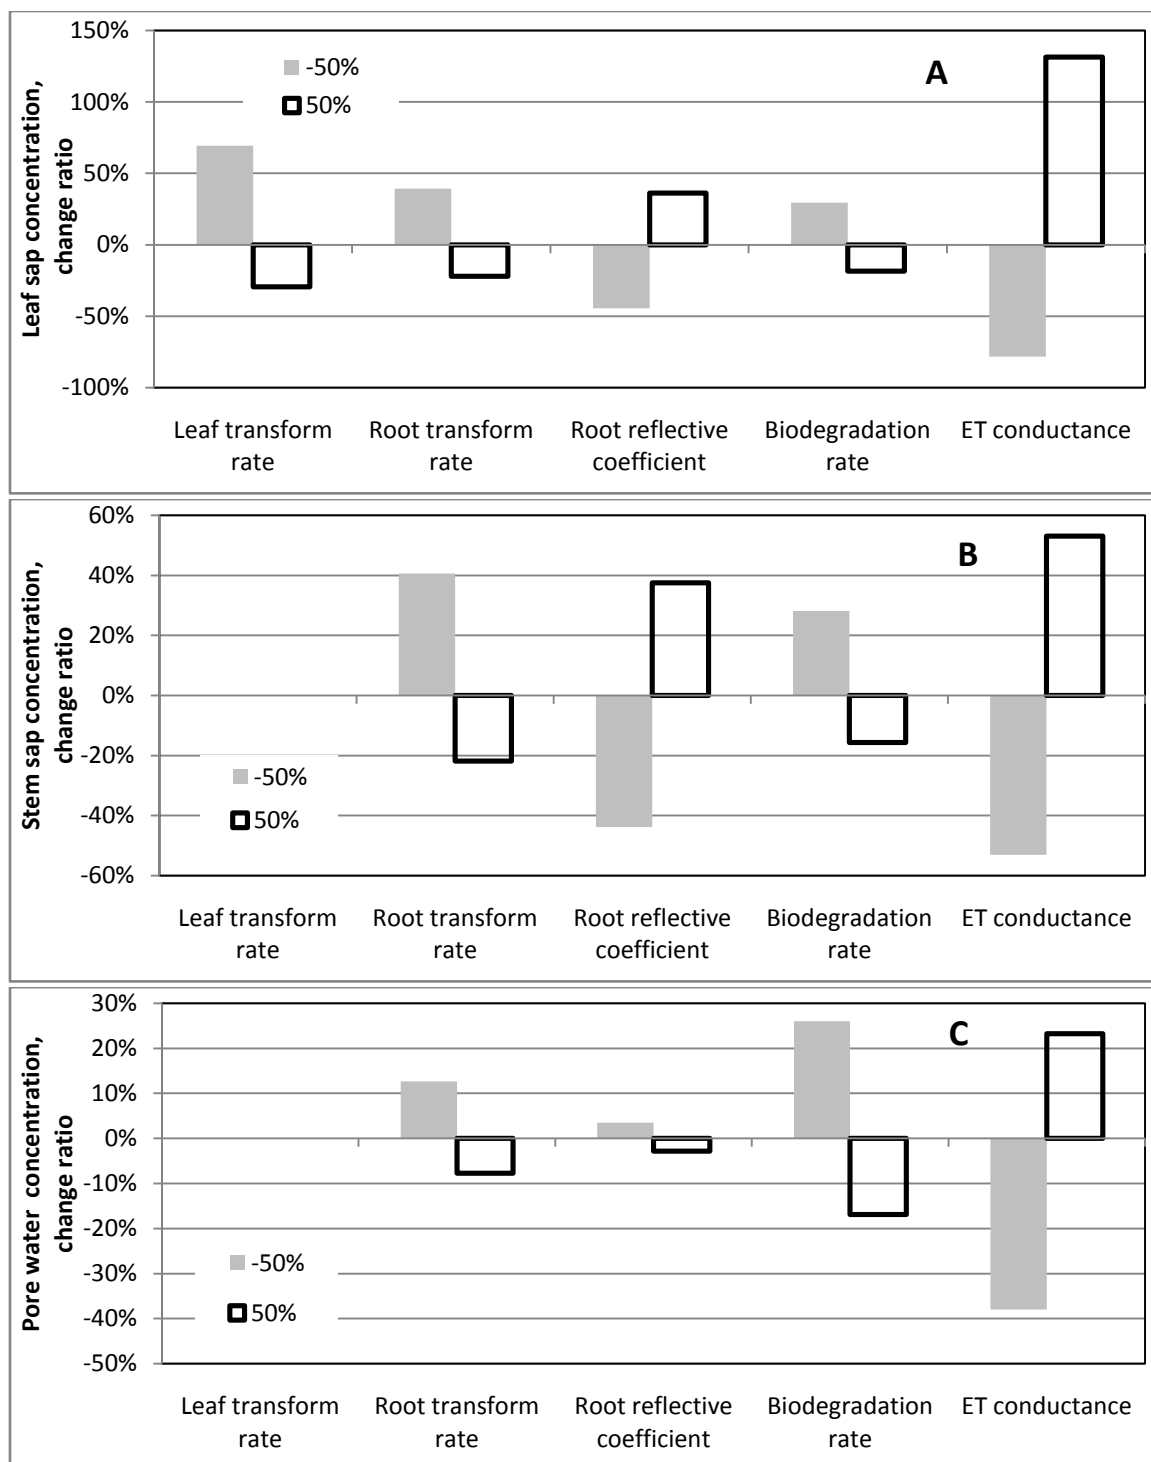 150%
100%
50%
0%
-50%
-100%
Leaf sap concentration,
change ratio
-50%
50%
A
Leaf transform
rate
Root transform
rate
Root reflective
coefficient
Biodegradation
rate
ET conductance
60%
40%
20%
0%
-20%
-40%
-60%
Stem sap concentration,
change ratio
-50%
50%
B
Leaf transform
rate
Root transform
rate
Root reflective
coefficient
Biodegradation
rate
ET conductance
30%
20%
10%
0%
-10%
-20%
-30%
-40%
-50%
Pore water concentration,
change ratio
-50%
50%
C
Leaf transform
rate
Root transform
rate
Root reflective
coefficient
Biodegradation
rate
ET conductance